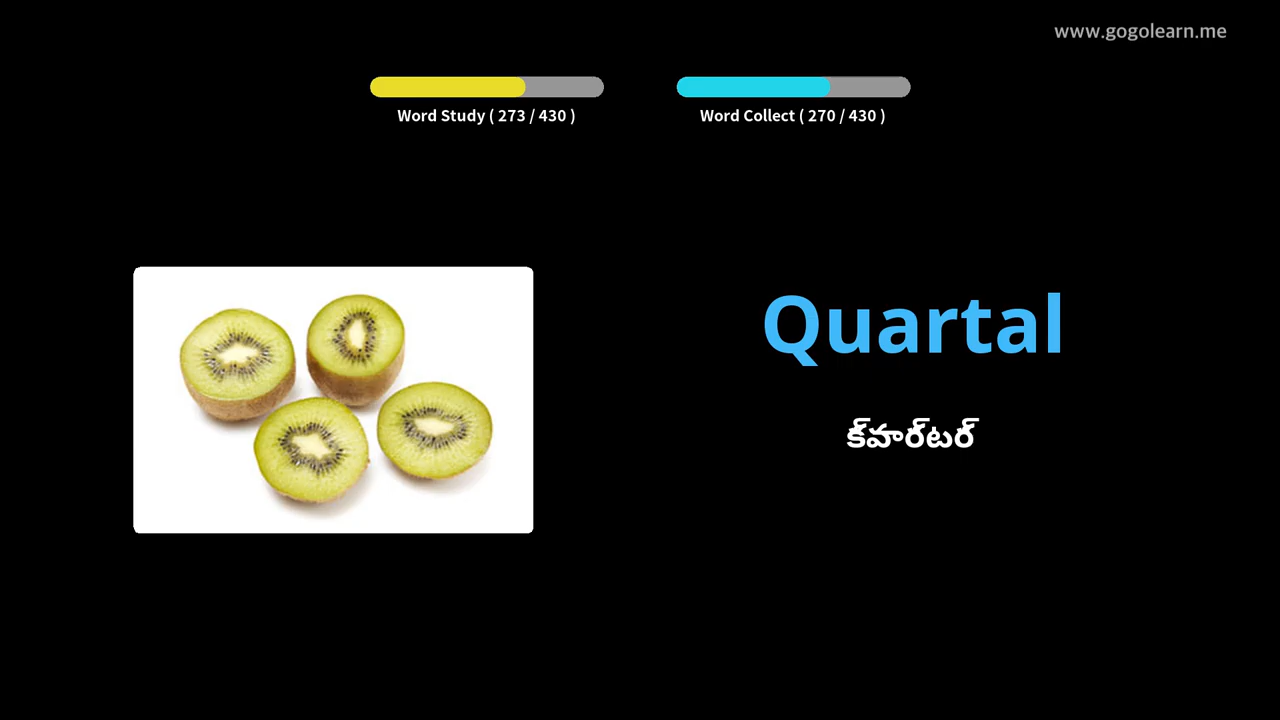 www.gogolearn.me
Word Study ( 273 / 430 )
Word Collect ( 270 / 430 )
Quartal
క్‌వార్‌టర్